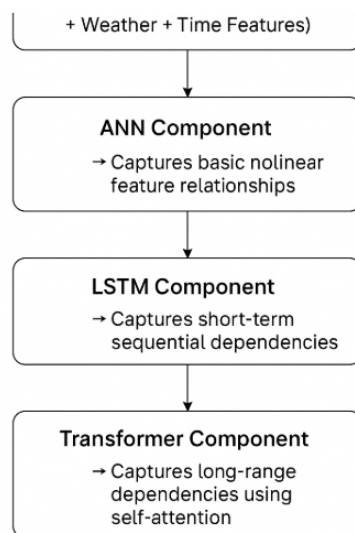 + Weather + Time Features)
ANN Component
→ Captures basic nolinear
feature relationships
LSTM Component
→ Captures short-term
sequential dependencies
Transformer Component
→ Captures long-range
dependencies using
self-attention